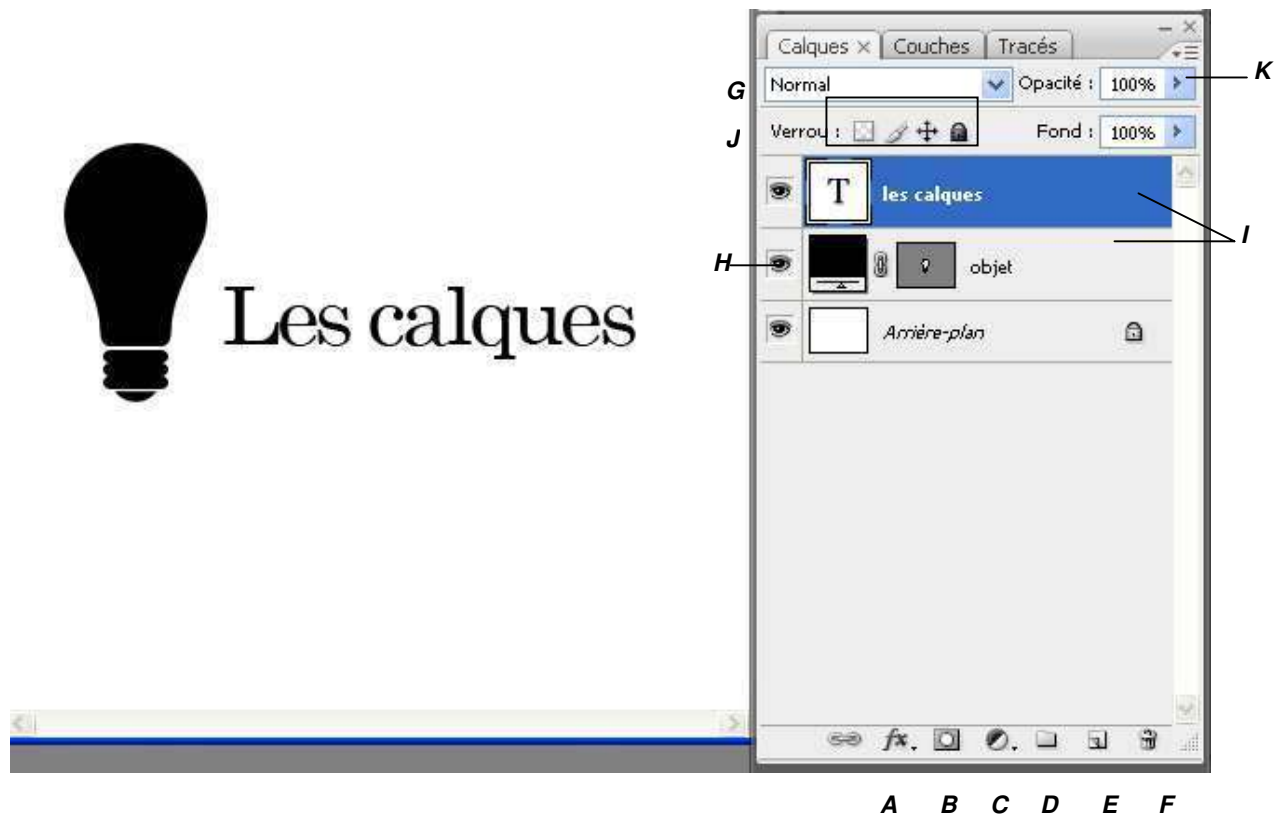 Calques × Couches Tracés
G Normal Opacité : 100% K
J Verrou : Fond : 100%
T les calques
I
H objet
Les calques
Arrière-plan
fx.
A B C D E F